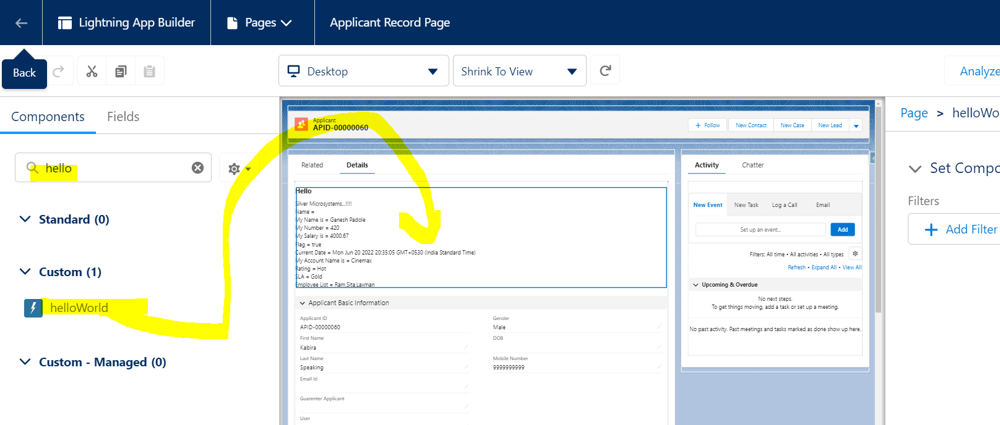 Lightning App Builder
Pages
Applicant Record Page
Back
Desktop
Shrink To View
Analyze
Components
Fields
hello
Standard (0)
Custom (1)
helloWorld
Custom - Managed (0)
Applicant
APID-00000060
Follow
New Contact
New Case
New Lead
Related
Details
Hello
Silver Microsystems...!!!!
Name =
My Name is = Ganesh Padole
My Number = 420
My Salary is = 4000.67
Flag = true
Current Date = Mon Jun 20 2022 20:35:05 GMT+0530 (India Standard Time)
My Account Name is = Cinemax
Rating = Hot
SLA = Gold
Employee List = Ram,Sita,Laxman
Applicant Basic Information
Applicant ID
APID-00000060
Gender
Male
First Name
Kabira
DOB
Last Name
Speaking
Mobile Number
9999999999
Email Id
Guarenter Applicant
User
Activity
Chatter
New Event
New Task
Log a Call
Email
Set up an event...
Add
Filters: All time • All activities • All types
Refresh • Expand All • View All
Upcoming & Overdue
No next steps.
To get things moving, add a task or set up a meeting.
No past activity. Past meetings and tasks marked as done show up here.
Page > helloWo
Set Compo
Filters
Add Filter